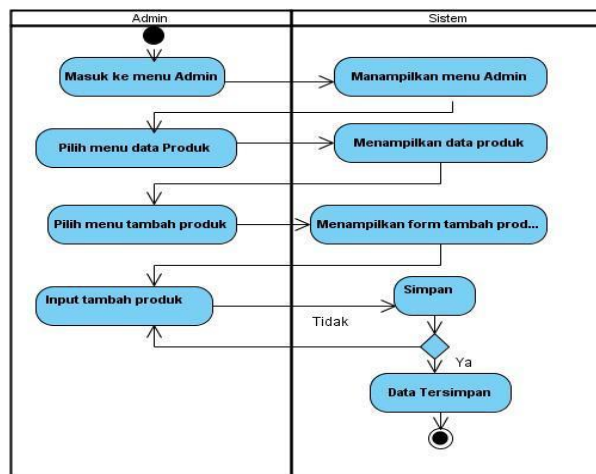 Admin
Sistem
Masuk ke menu Admin
Manampilkan menu Admin
Pilih menu data Produk
Menampilkan data produk
Pilih menu tambah produk
Menampilkan form tambah prod...
Input tambah produk
Simpan
Tidak
Ya
Data Tersimpan